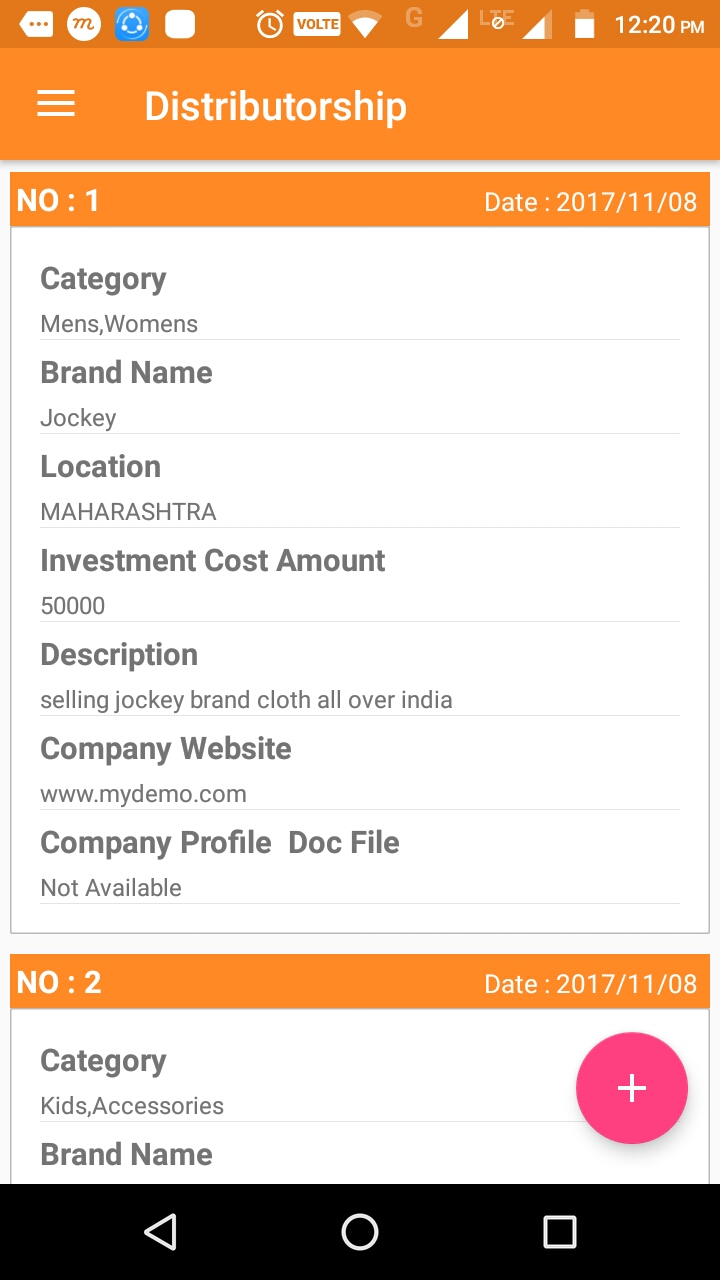 VOLTE G LTE 12:20 PM
Distributorship
NO : 1 Date : 2017/11/08
Category
Mens,Womens
Brand Name
Jockey
Location
MAHARASHTRA
Investment Cost Amount
50000
Description
selling jockey brand cloth all over india
Company Website
www.mydemo.com
Company Profile  Doc File
Not Available
NO : 2 Date : 2017/11/08
Category
Kids,Accessories
Brand Name